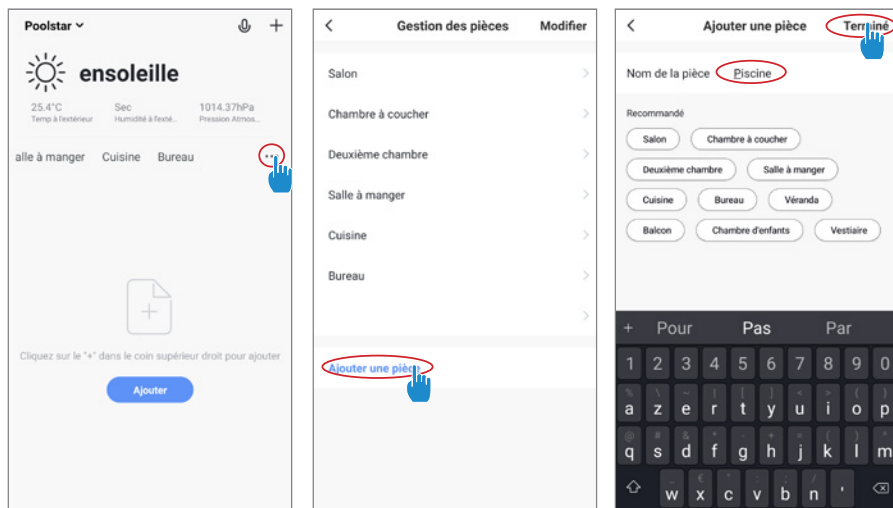 Poolstar
ensoleille
25.4°C Sec 1014.37hPa
Temp à l'extérieur Humidité à l'exté... Pression Atmos...
alle à manger Cuisine Bureau ...
Cliquez sur le "+" dans le coin supérieur droit pour ajouter
Ajouter
Gestion des pièces Modifier
Salon
Chambre à coucher
Deuxième chambre
Salle à manger
Cuisine
Bureau
Ajouter une pièce
Ajouter une pièce Terminé
Nom de la pièce Piscine
Recommandé
Salon Chambre à coucher
Deuxième chambre Salle à manger
Cuisine Bureau Véranda
Balcon Chambre d'enfants Vestiaire
+ Pour Pas Par
1 2 3 4 5 6 7 8 9 0
a z e r t y u i o p
q s d f g h j k l m
w x c v b n '